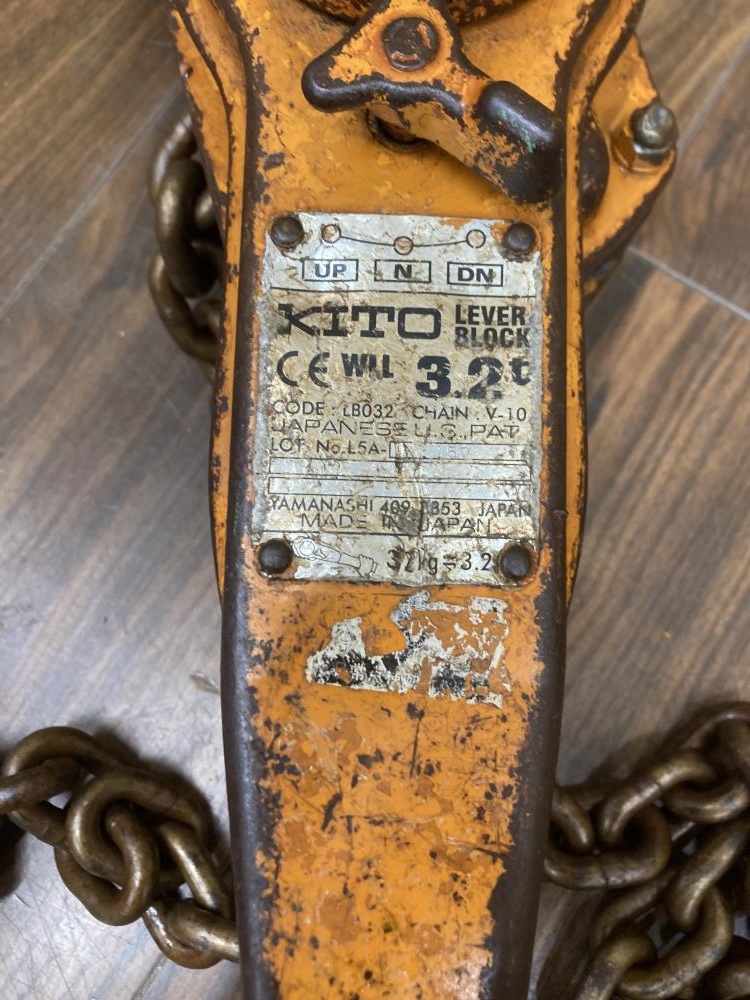 UP N DN
KITO LEVER BLOCK
CE WLL 3.2t
CODE : LB032 CHAIN : V-10
JAPANESE U.S. PAT
LOT No. L5A-
YAMANASHI 409 3853 JAPAN
MADE IN JAPAN
32kg=3.2